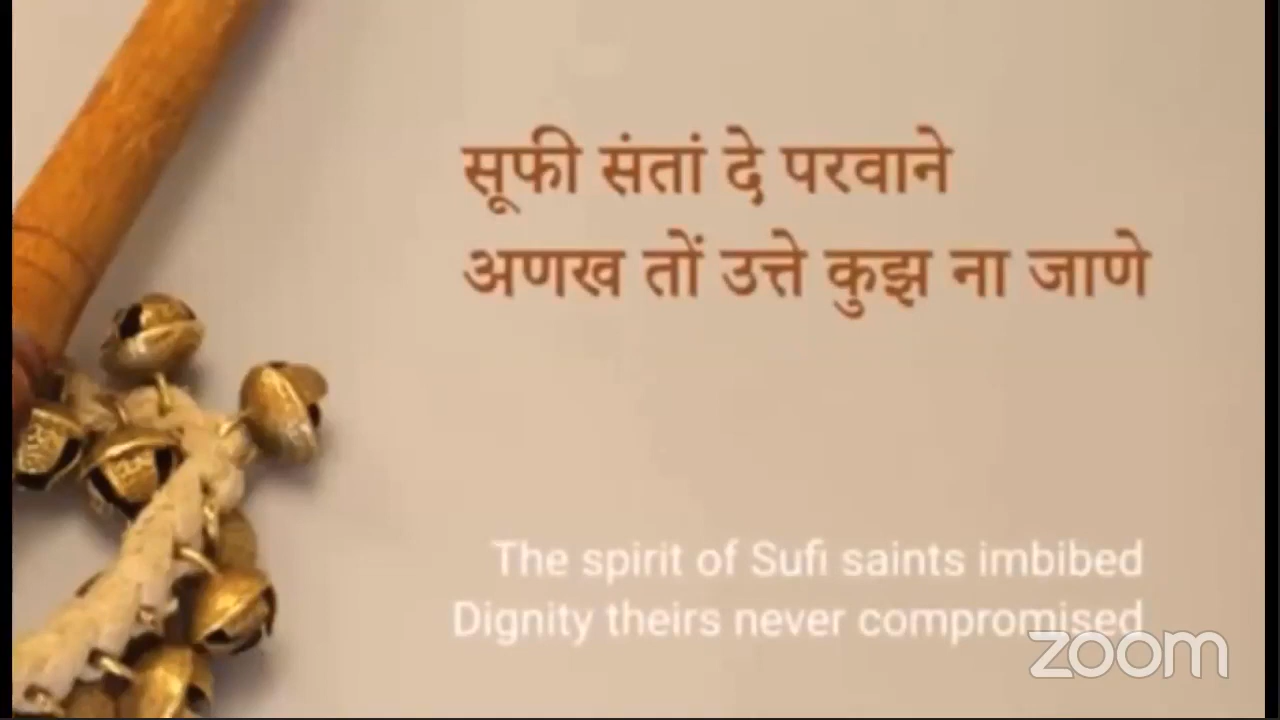 सूफी संतां दे परवाने
अणख तों उत्ते कुझ ना जाणे
The spirit of Sufi saints imbibed
Dignity theirs never compromised
zoom